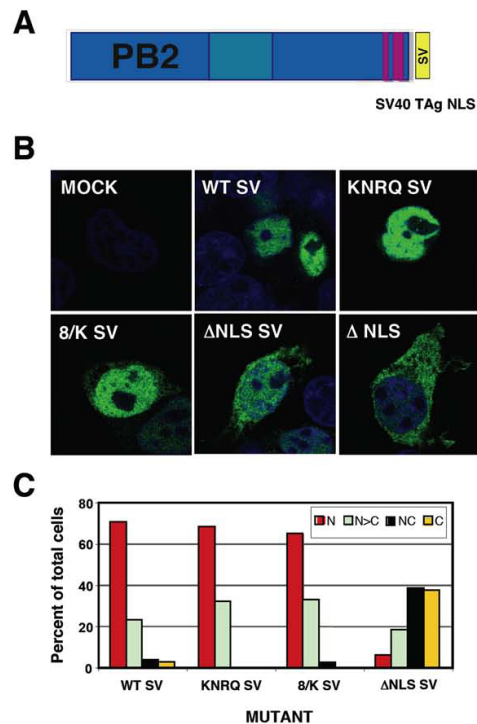 A
PB2
SV
SV40 TAg NLS
B
MOCK
WT SV
KNRQ SV
8/K SV
ΔNLS SV
Δ NLS
C
Percent of total cells
80
60
40
20
0
N
N>C
NC
C
WT SV
KNRQ SV
8/K SV
ΔNLS SV
MUTANT